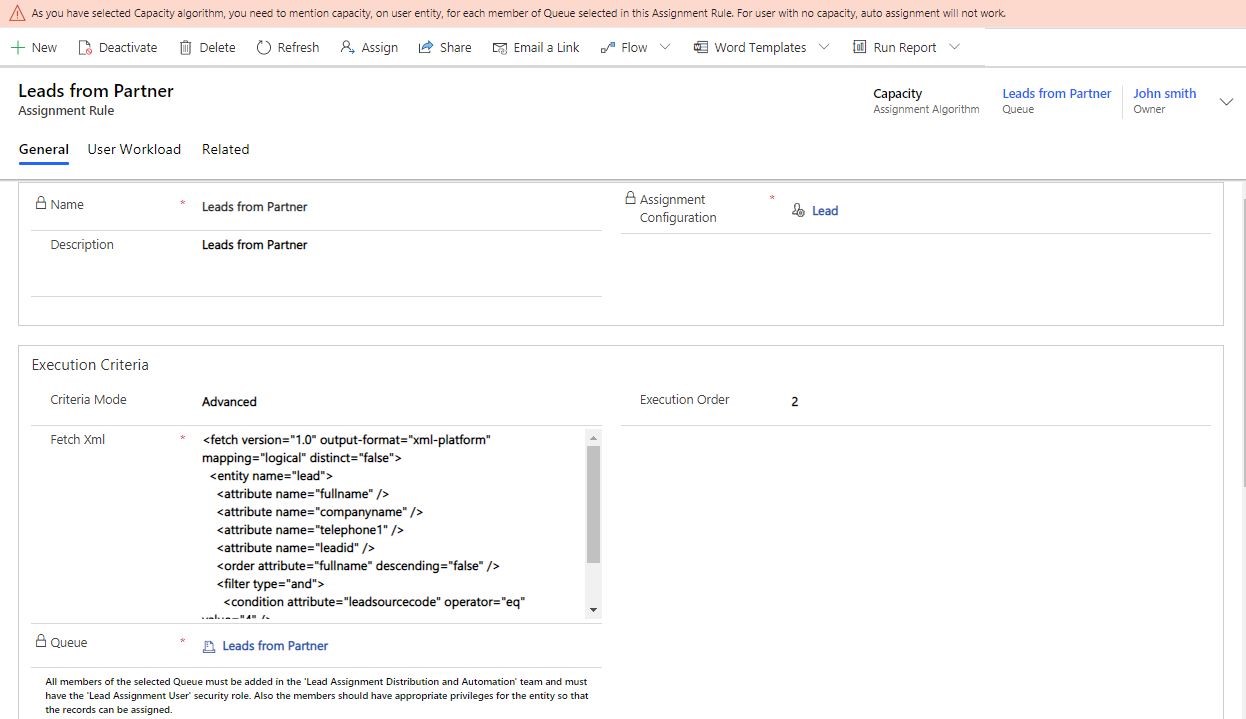 As you have selected Capacity algorithm, you need to mention capacity, on user entity, for each member of Queue selected in this Assignment Rule. For user with no capacity, auto assignment will not work.
New Deactivate Delete Refresh Assign Share Email a Link Flow Word Templates Run Report
Leads from Partner
Assignment Rule
Capacity
Assignment Algorithm
Leads from Partner
Queue
John smith
Owner
General User Workload Related
Name * Leads from Partner
Assignment
Configuration
* Lead
Description Leads from Partner
Execution Criteria
Criteria Mode Advanced
Execution Order 2
Fetch Xml * <fetch version="1.0" output-format="xml-platform"
mapping="logical" distinct="false">
<entity name="lead">
<attribute name="fullname" />
<attribute name="companyname" />
<attribute name="telephone1" />
<attribute name="leadid" />
<order attribute="fullname" descending="false" />
<filter type="and">
<condition attribute="leadsourcecode" operator="eq"
Queue * Leads from Partner
All members of the selected Queue must be added in the 'Lead Assignment Distribution and Automation' team and must
have the 'Lead Assignment User' security role. Also the members should have appropriate privileges for the entity so that
the records can be assigned.